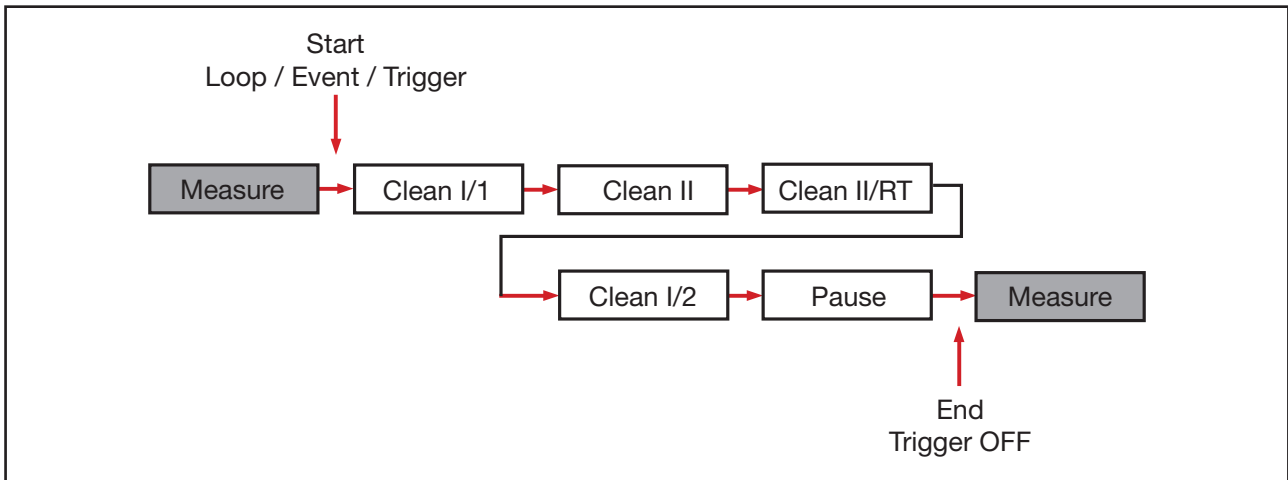 Start
Loop / Event / Trigger
Measure
Clean I/1
Clean II
Clean II/RT
Clean I/2
Pause
Measure
End
Trigger OFF